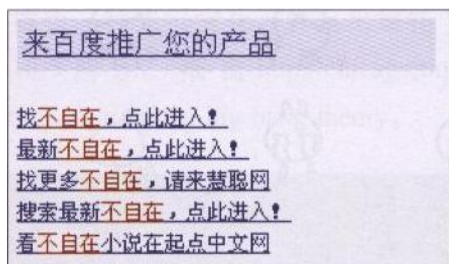 来百度推广您的产品
找不自在，点此进入！
最新不自在，点此进入！
找更多不自在，请来慧聪网
搜索最新不自在，点此进入！
看不自在小说在起点中文网